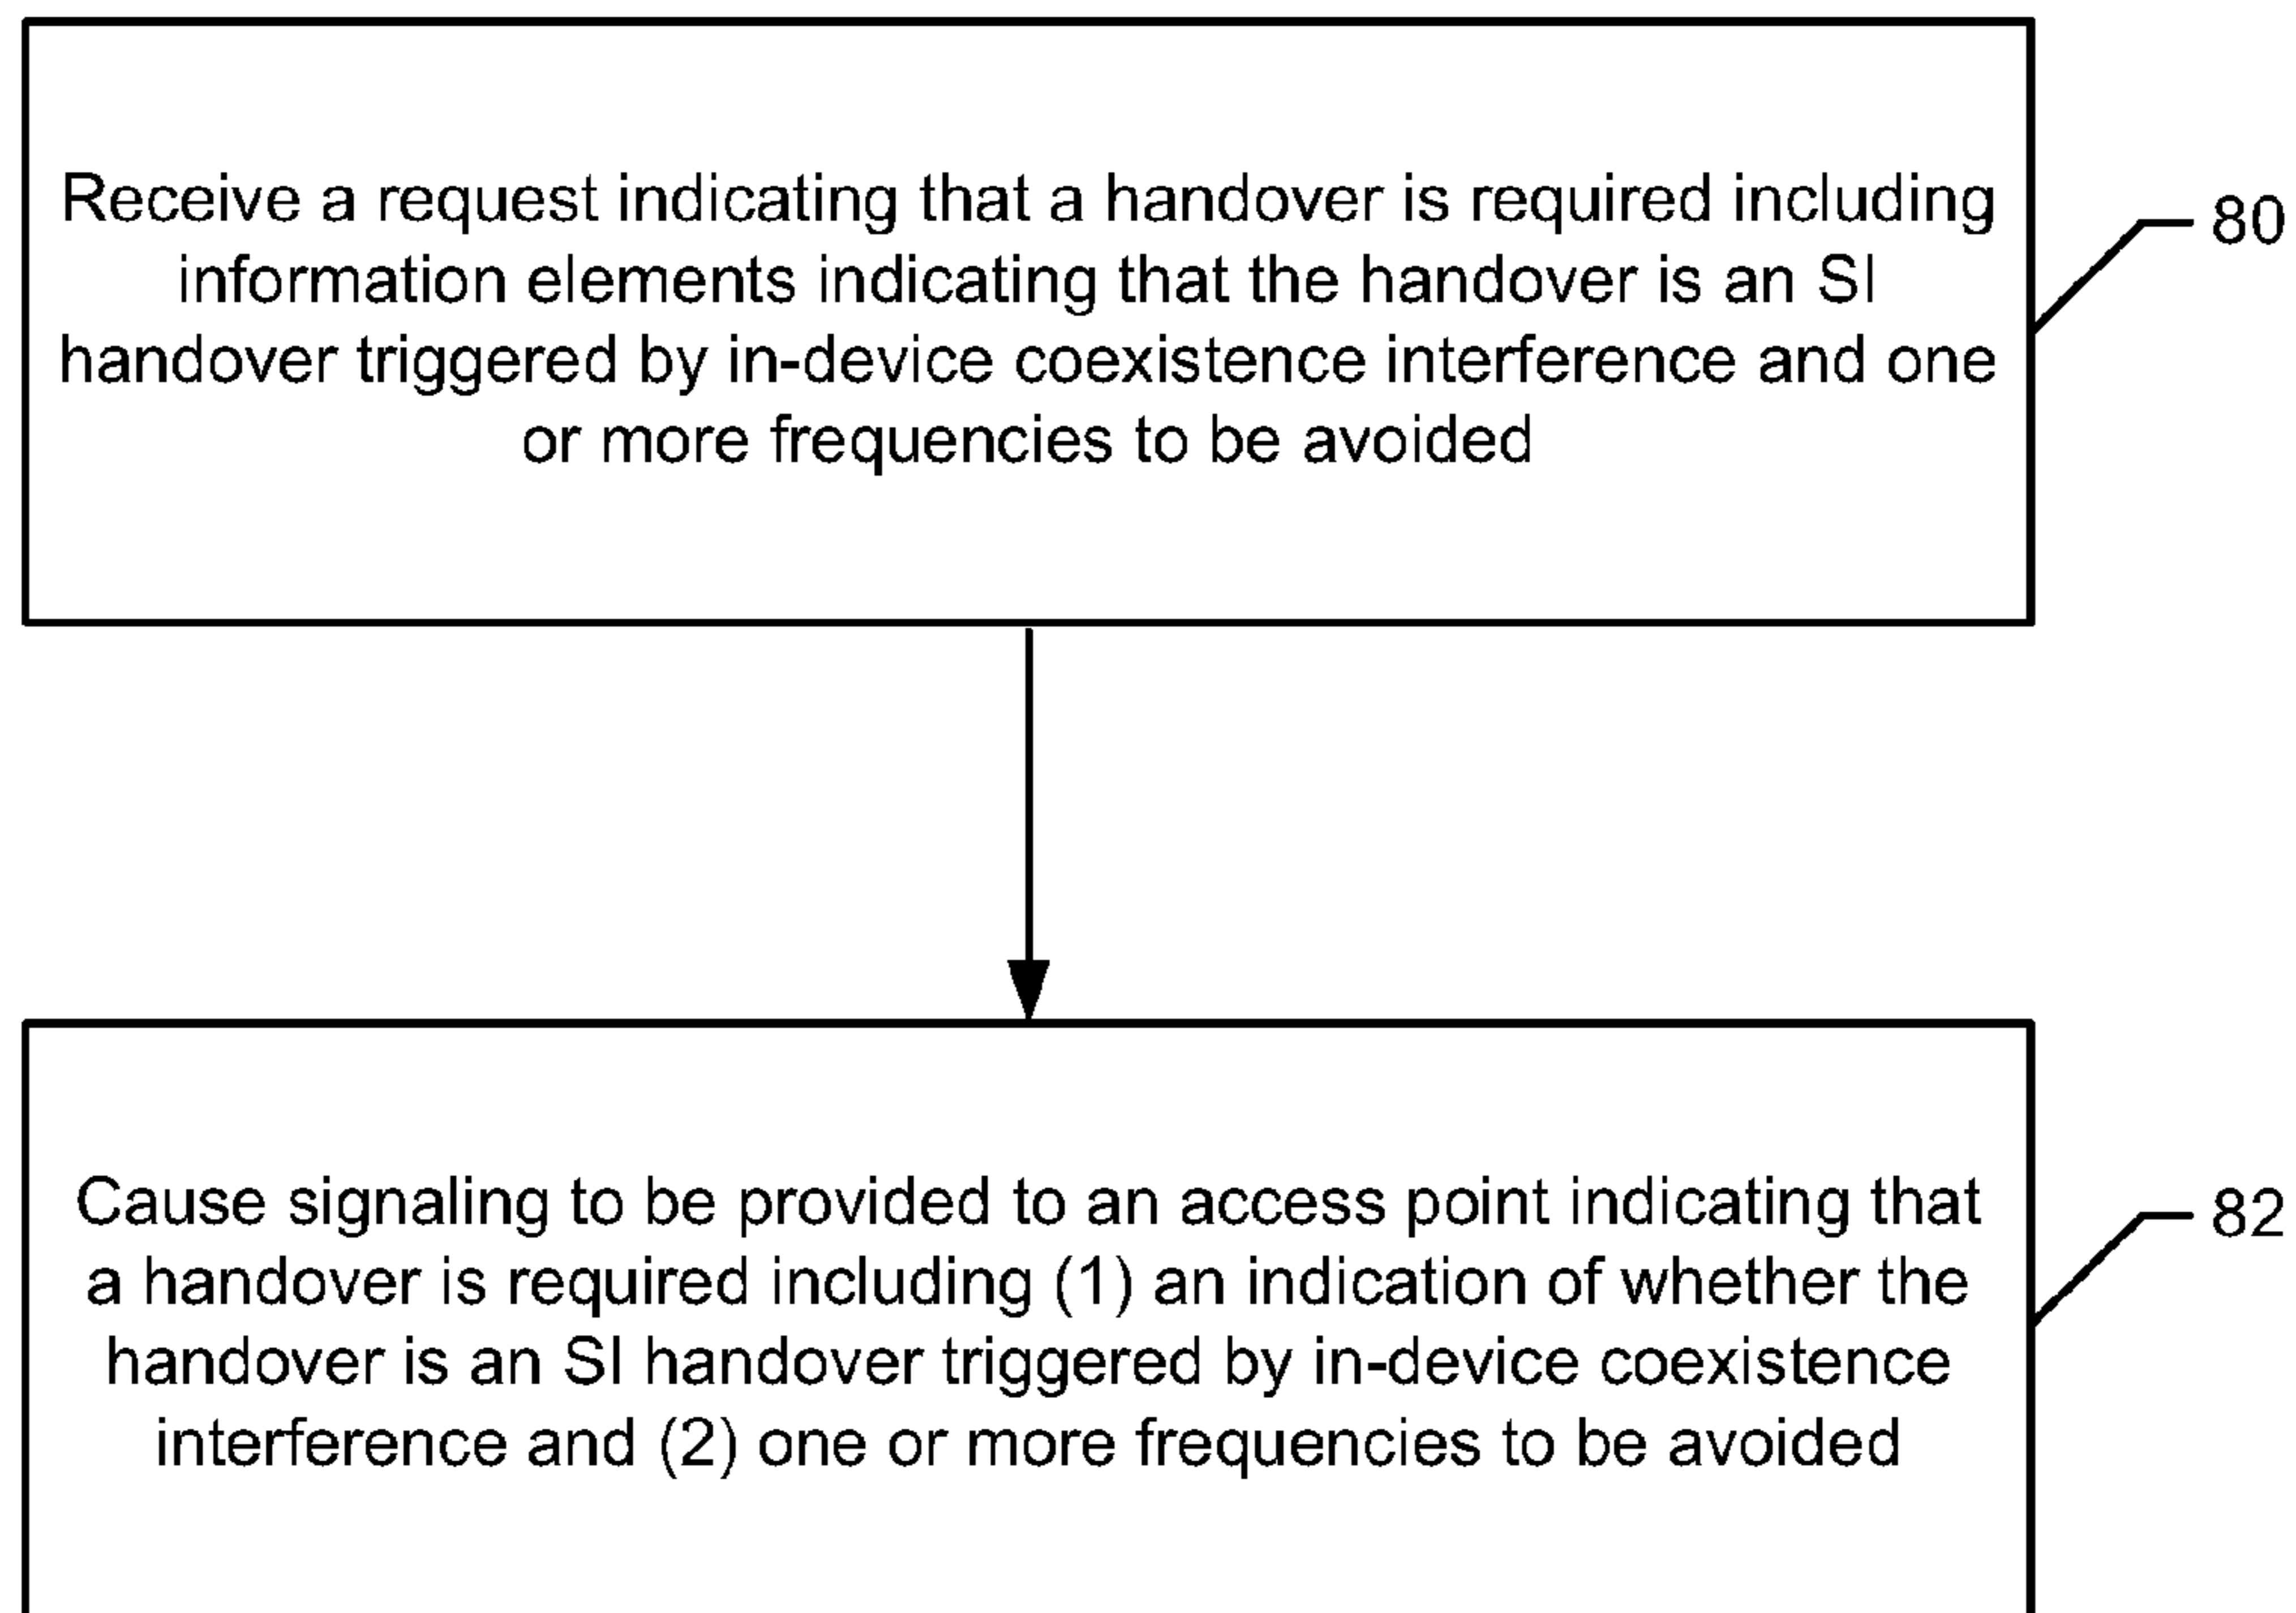 Receive a request indicating that a handover is required including
information elements indicating that the handover is an SI
handover triggered by in-device coexistence interference and one
or more frequencies to be avoided
80
Cause signaling to be provided to an access point indicating that
a handover is required including (1) an indication of whether the
handover is an SI handover triggered by in-device coexistence
interference and (2) one or more frequencies to be avoided
82